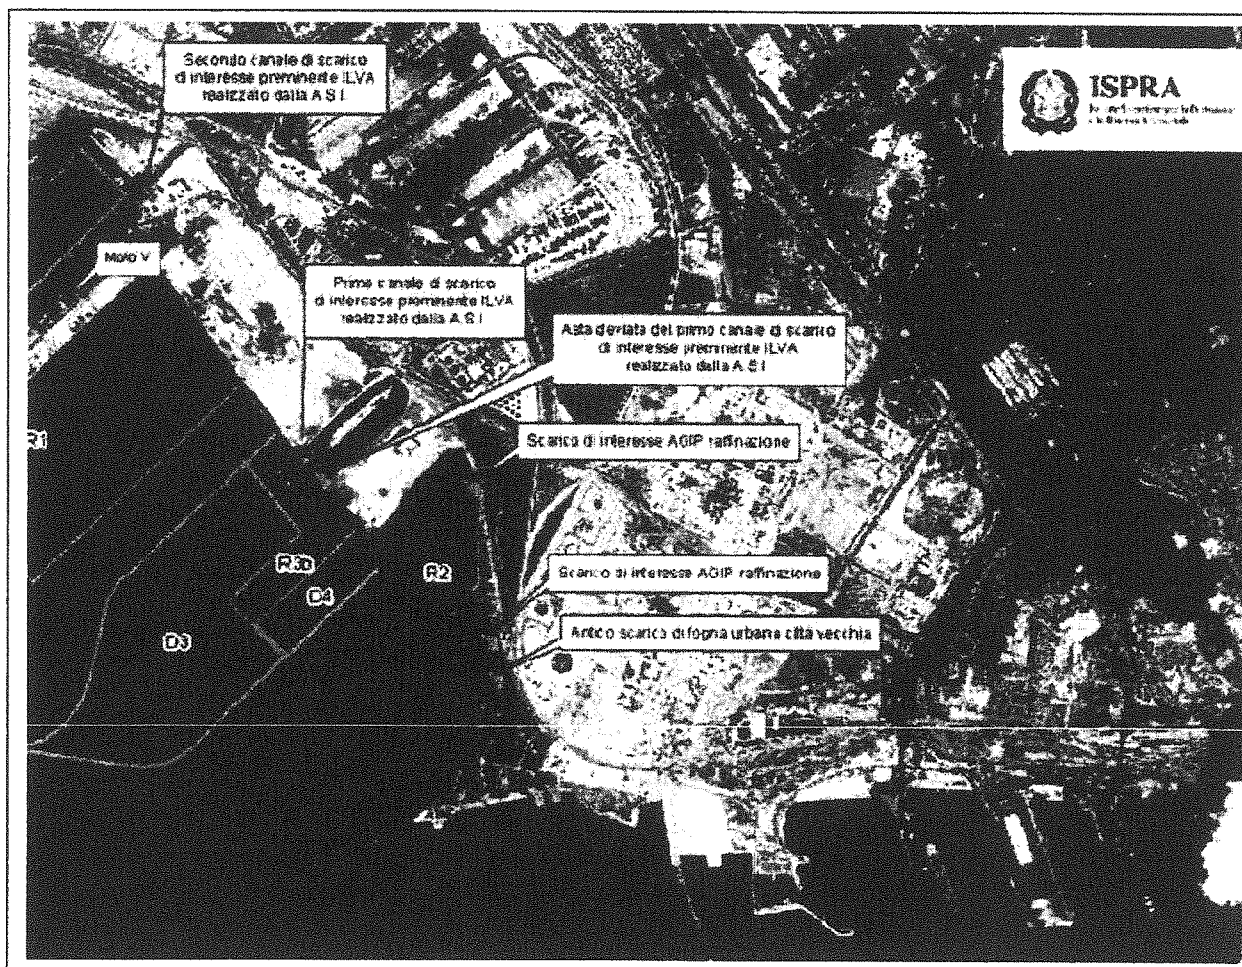 Secondo canale di scarico
di interesse preminente ILVA
realizzato dalla A.S.I.
ISPRA
Molo V
Primo canale di scarico
di interesse preminente ILVA
realizzato dalla A.S.I.
Asta deviata del primo canale di scarico
di interesse preminente ILVA
realizzato dalla A.S.I.
R1
Scarico di interesse AGIP raffinazione
R3b
R2
Scarico di interesse AGIP raffinazione
D4
D3
Antico scarico di fogna urbana città vecchia